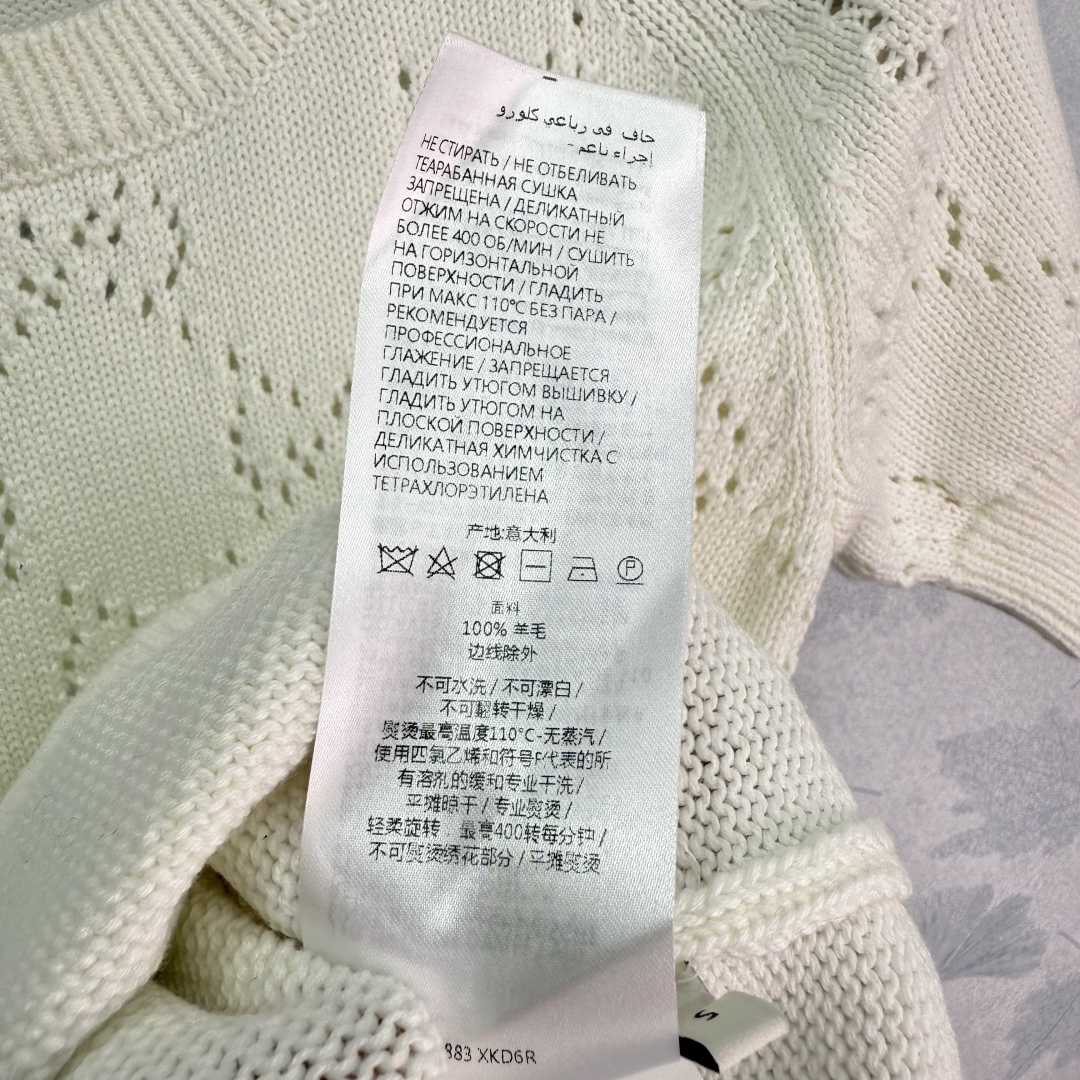 جاف في رباعي كلورو
إجراء ناعم -
НЕ СТИРАТЬ / НЕ ОТБЕЛИВАТЬ
ТЕАРАБАННАЯ СУШКА
ЗАПРЕЩЕНА / ДЕЛИКАТНЫЙ
ОТЖИМ НА СКОРОСТИ НЕ
БОЛЕЕ 400 ОБ/МИН / СУШИТЬ
НА ГОРИЗОНТАЛЬНОЙ
ПОВЕРХНОСТИ / ГЛАДИТЬ
ПРИ МАКС 110°C БЕЗ ПАРА /
РЕКОМЕНДУЕТСЯ
ПРОФЕССИОНАЛЬНОЕ
ГЛАЖЕНИЕ / ЗАПРЕЩАЕТСЯ
ГЛАДИТЬ УТЮГОМ ВЫШИВКУ /
ГЛАДИТЬ УТЮГОМ НА
ПЛОСКОЙ ПОВЕРХНОСТИ /
ДЕЛИКАТНАЯ ХИМЧИСТКА С
ИСПОЛЬЗОВАНИЕМ
ТЕТРАХЛОРЭТИЛЕНА
产地:意大利
P
面料
100% 羊毛
边线除外
不可水洗 / 不可漂白 /
不可翻转干燥 /
熨烫最高温度110°C-无蒸汽 /
使用四氯乙烯和符号F代表的所
有溶剂的缓和专业干洗 /
平摊晾干 / 专业熨烫 /
轻柔旋转 最高400转每分钟 /
不可熨烫绣花部分 / 平摊熨烫
883 XKD6R
S